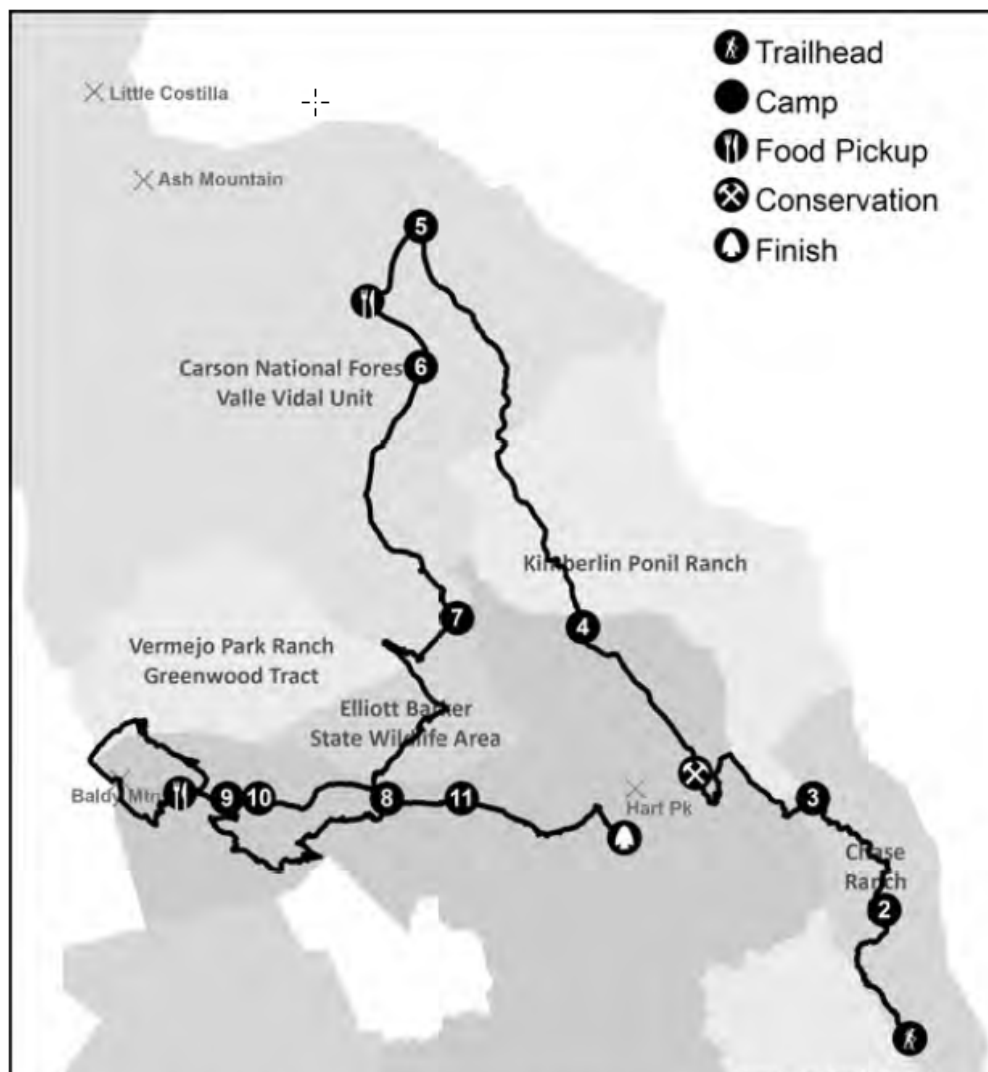 Trailhead
Camp
Food Pickup
Conservation
Finish
Little Costilla
Ash Mountain
5
6
Carson National Fores
Valle Vidal Unit
Kimberlin Ponil Ranch
7
4
Vermejo Park Ranch
Greenwood Tract
Elliott Barker
State Wildlife Area
Baldy Mtn
9
10
8
11
Hart Pk
3
Chase
Ranch
2